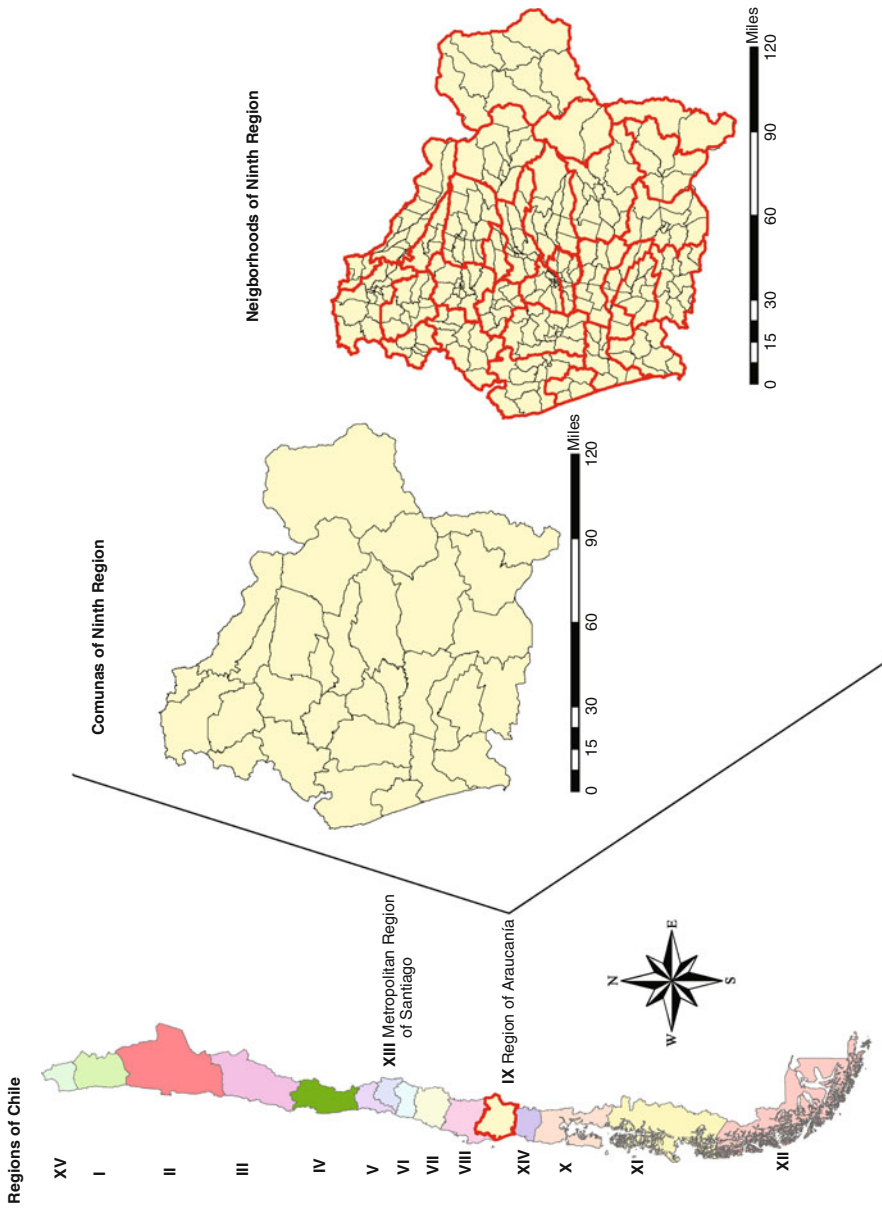 Regions of Chile
XV
I
II
III
IV
V
VI
VII
VIII
XIV
X
XI
XII
XIII Metropolitan Region
of Santiago
IX Region of Araucanía
N
W
E
S
Comunas of Ninth Region
0 15 30 60 90 120
Miles
Neigborhoods of Ninth Region
0 15 30 60 90 120
Miles